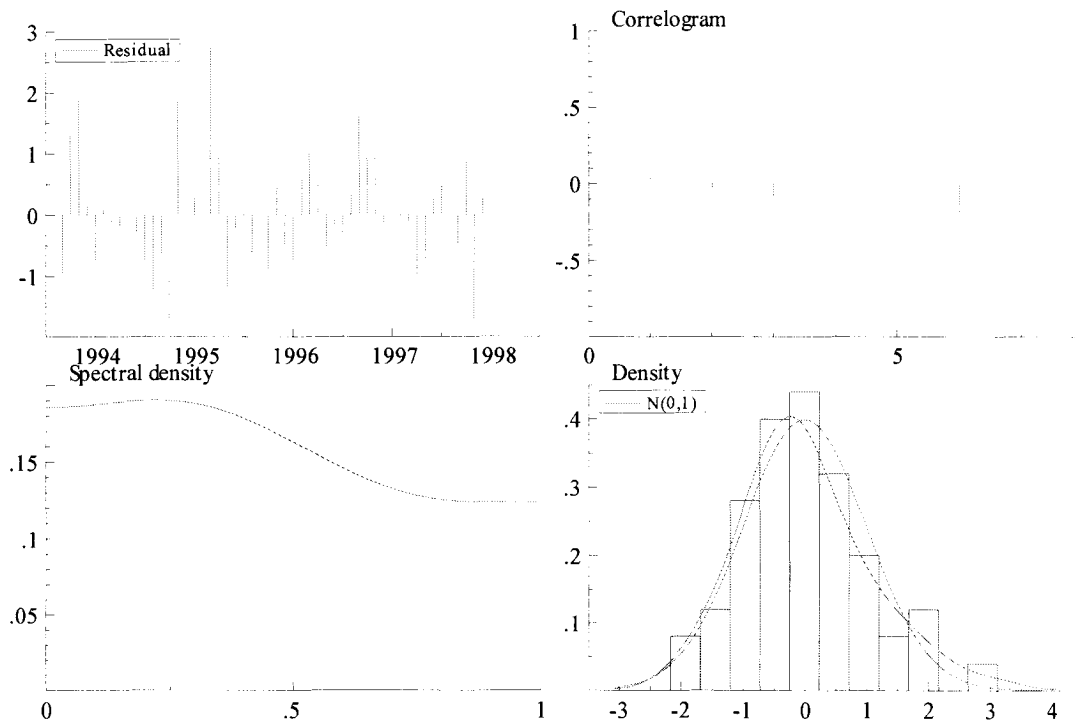 Residual
3
2
1
0
-1
1994 1995 1996 1997 1998
Correlogram
1
.5
0
-.5
0 5
Spectral density
.15
.1
.05
0 .5 1
Density
N(0,1)
.4
.3
.2
.1
-3 -2 -1 0 1 2 3 4